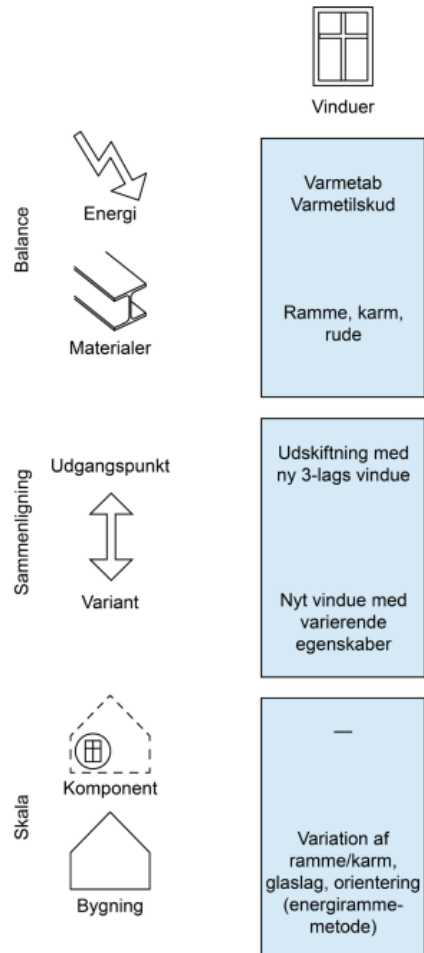 Vinduer
Balance
Energi
Varmetab
Varmetilskud
Materialer
Ramme, karm,
rude
Sammenligning
Udgangspunkt
Udskiftning med
ny 3-lags vindue
Variant
Nyt vindue med
varierende
egenskaber
Skala
Komponent
—
Bygning
Variation af
ramme/karm,
glaslag, orientering
(energiramme-
metode)